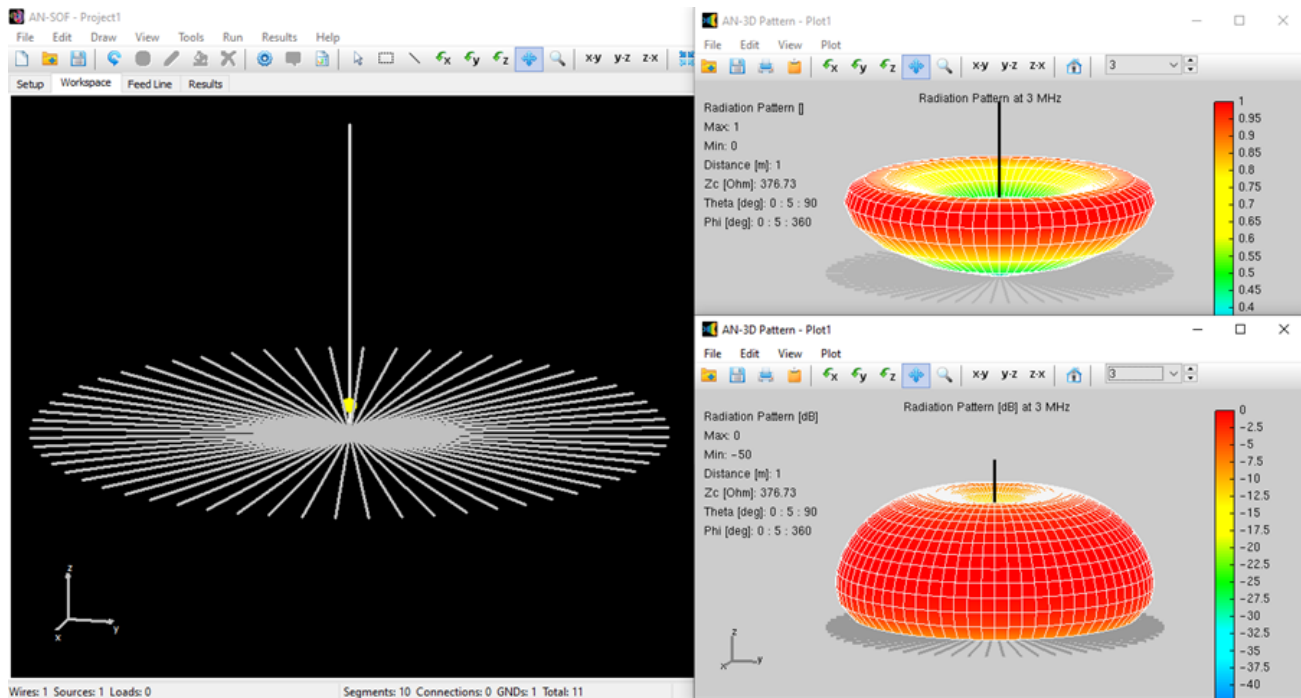 AN-SOF - Project1
File Edit Draw View Tools Run Results Help
x y z x-y y-z z-x
Setup Workspace Feed Line Results
z
x y
Wires: 1 Sources: 1 Loads: 0 Segments: 10 Connections: 0 GNDs: 1 Total: 11
AN-3D Pattern - Plot1
File Edit View Plot
x y z x-y y-z z-x 3
Radiation Pattern at 3 MHz
Radiation Pattern []
Max: 1
Min: 0
Distance [m]: 1
Zc [Ohm]: 376.73
Theta [deg]: 0 : 5 : 90
Phi [deg]: 0 : 5 : 360
1
0.95
0.9
0.85
0.8
0.75
0.7
0.65
0.6
0.55
0.5
0.45
0.4
AN-3D Pattern - Plot1
File Edit View Plot
x y z x-y y-z z-x 3
Radiation Pattern [dB] at 3 MHz
Radiation Pattern [dB]
Max: 0
Min: -50
Distance [m]: 1
Zc [Ohm]: 376.73
Theta [deg]: 0 : 5 : 90
Phi [deg]: 0 : 5 : 360
0
-2.5
-5
-7.5
-10
-12.5
-15
-17.5
-20
-22.5
-25
-27.5
-30
-32.5
-35
-37.5
-40
z
x y